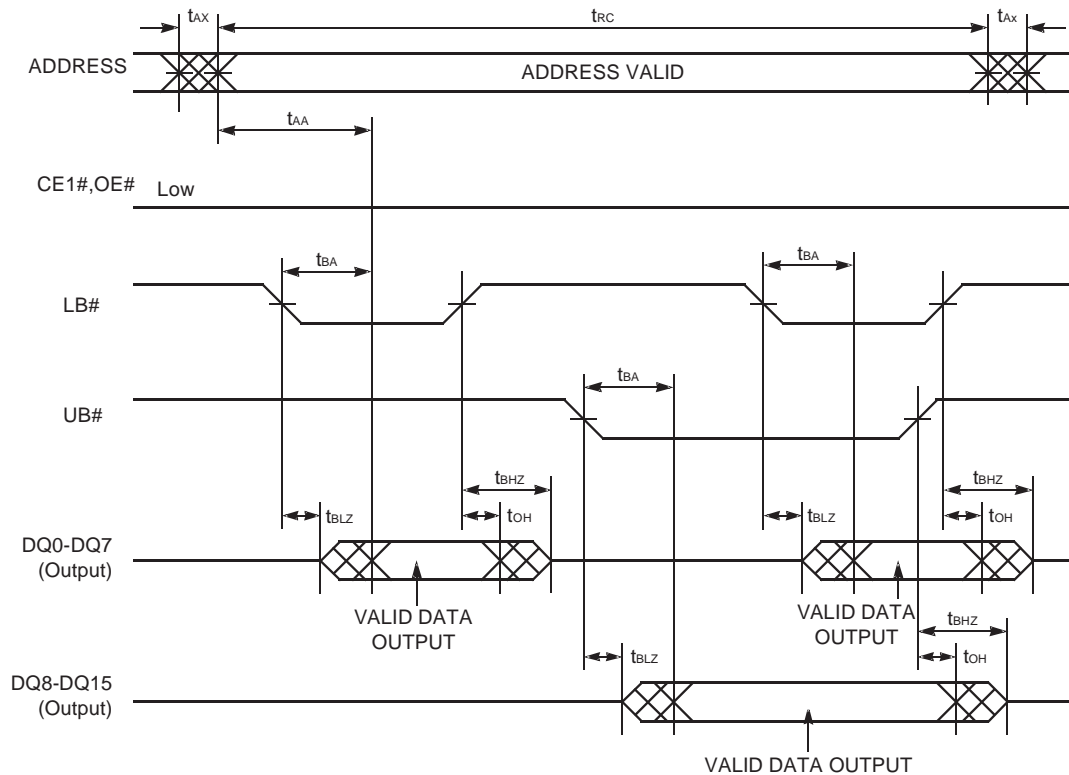 tAX tRC tAx
ADDRESS ADDRESS VALID
tAA
CE1#,OE# Low
tBA tBA
LB#
tBA
UB#
tBHZ tBHZ
tBLZ tOH tBLZ tOH
DQ0-DQ7
(Output)
VALID DATA
OUTPUT
VALID DATA
OUTPUT
tBHZ
tBLZ tOH
DQ8-DQ15
(Output)
VALID DATA OUTPUT